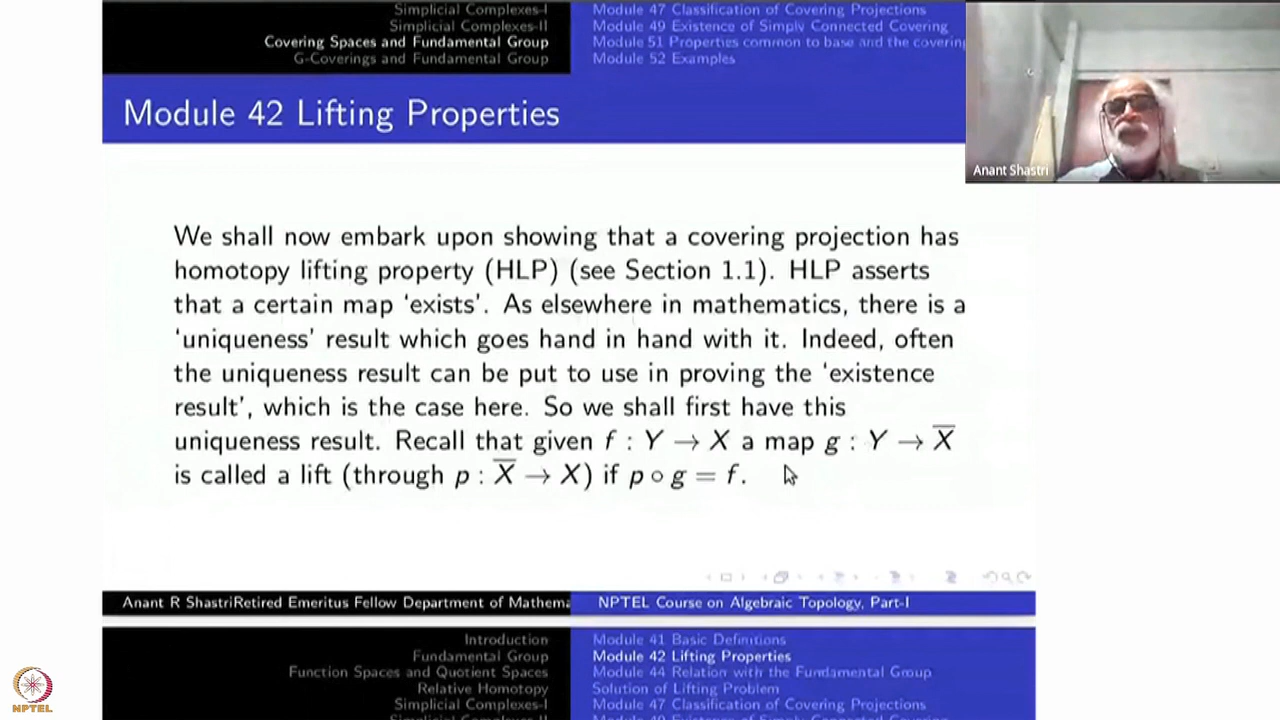 Simplicial Complexes-I
Simplicial Complexes-II
Covering Spaces and Fundamental Group
G-Coverings and Fundamental Group
Module 47 Classification of Covering Projections
Module 49 Existence of Simply Connected Covering
Module 51 Properties common to base and the covering
Module 52 Examples
Module 42 Lifting Properties
Anant Shastri
We shall now embark upon showing that a covering projection has
homotopy lifting property (HLP) (see Section 1.1). HLP asserts
that a certain map ‘exists’. As elsewhere in mathematics, there is a
‘uniqueness’ result which goes hand in hand with it. Indeed, often
the uniqueness result can be put to use in proving the ‘existence
result’, which is the case here. So we shall first have this
uniqueness result. Recall that given f : Y → X a map g : Y → X̅
is called a lift (through p : X̅ → X) if p ∘ g = f.
Anant R ShastriRetired Emeritus Fellow Department of Mathema
NPTEL Course on Algebraic Topology, Part-I
Introduction
Fundamental Group
Function Spaces and Quotient Spaces
Relative Homotopy
Simplicial Complexes-I
Module 41 Basic Definitions
Module 42 Lifting Properties
Module 44 Relation with the Fundamental Group
Solution of Lifting Problem
Module 47 Classification of Covering Projections
NPTEL